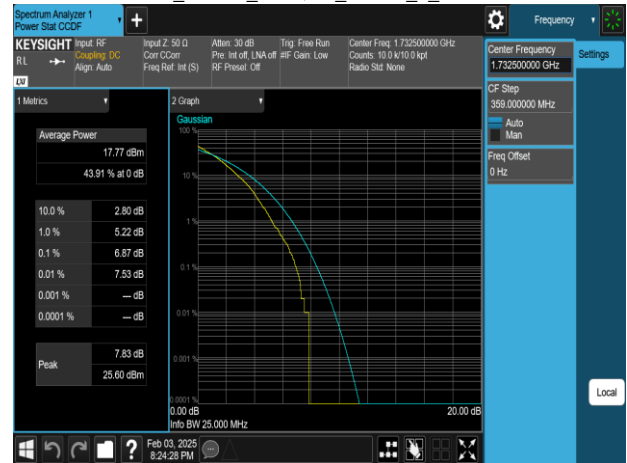 Spectrum Analyzer 1
Power Stat CCDF
Frequency
KEYSIGHT
RL
LXI
Input: RF
Coupling: DC
Align: Auto
Input Z: 50 Ω
Corr CCorr
Freq Ref: Int (S)
Atten: 30 dB
Pre: Int off, LNA off
RF Presel: Off
Trig: Free Run
#IF Gain: Low
Center Freq: 1.732500000 GHz
Counts: 10.0 k/10.0 kpt
Radio Std: None
Center Frequency
1.732500000 GHz
Settings
CF Step
359.000000 MHz
Auto
Man
Freq Offset
0 Hz
1 Metrics
Average Power
17.77 dBm
43.91 % at 0 dB
10.0 % 2.80 dB
1.0 % 5.22 dB
0.1 % 6.87 dB
0.01 % 7.53 dB
0.001 % --- dB
0.0001 % --- dB
Peak
7.83 dB
25.60 dBm
2 Graph
Gaussian
100 %
10 %
1 %
0.1 %
0.01 %
0.001 %
0.0001 %
0.00 dB
20.00 dB
Info BW 25.000 MHz
Local
?
Feb 03, 2025
8:24:28 PM